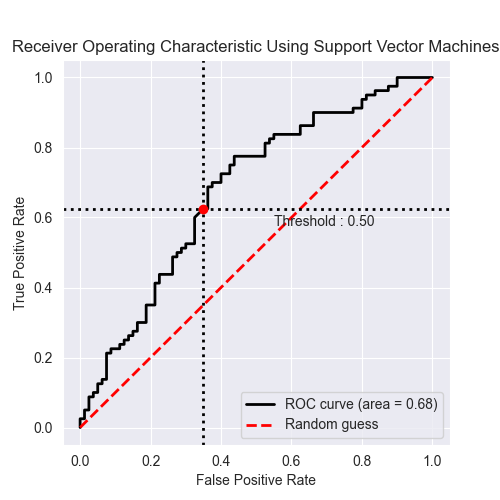 Receiver Operating Characteristic Using Support Vector Machines
1.0
0.8
0.6
0.4
0.2
0.0
True Positive Rate
Threshold : 0.50
ROC curve (area = 0.68)
Random guess
0.0 0.2 0.4 0.6 0.8 1.0
False Positive Rate